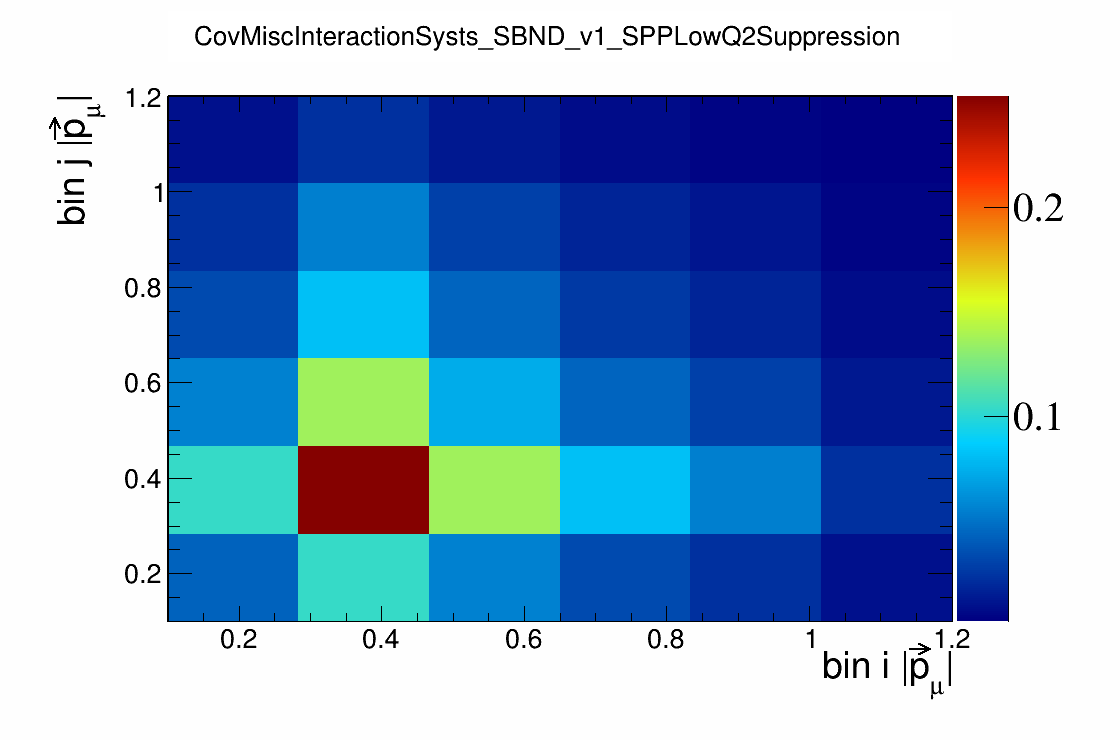 CovMiscInteractionSysts_SBND_v1_SPPLowQ2Suppression
bin j |p⃗μ|
1.2
1
0.8
0.6
0.4
0.2
0.2
0.1
0.2 0.4 0.6 0.8 1 1.2
bin i |p⃗μ|